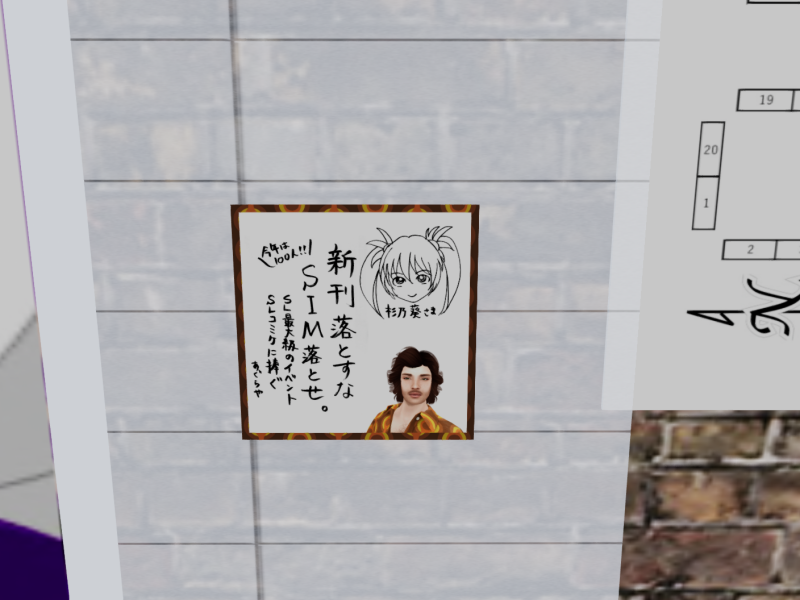 杉乃葵さま
新刊落とすな
SIM落とせ。
今年は
100人!!
SL最大級のイベント
SLコミケに捧ぐ
あぐらや
19
20
1
2
N